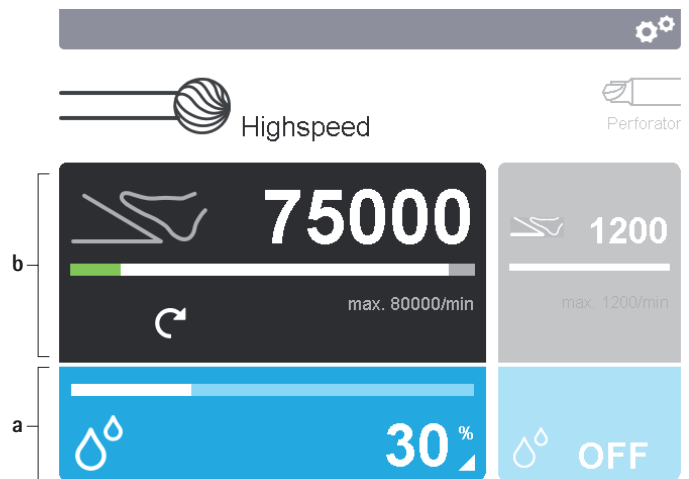 Highspeed
Perforator
b
75000
1200
max. 80000/min
max. 1200/min
a
30 %
OFF